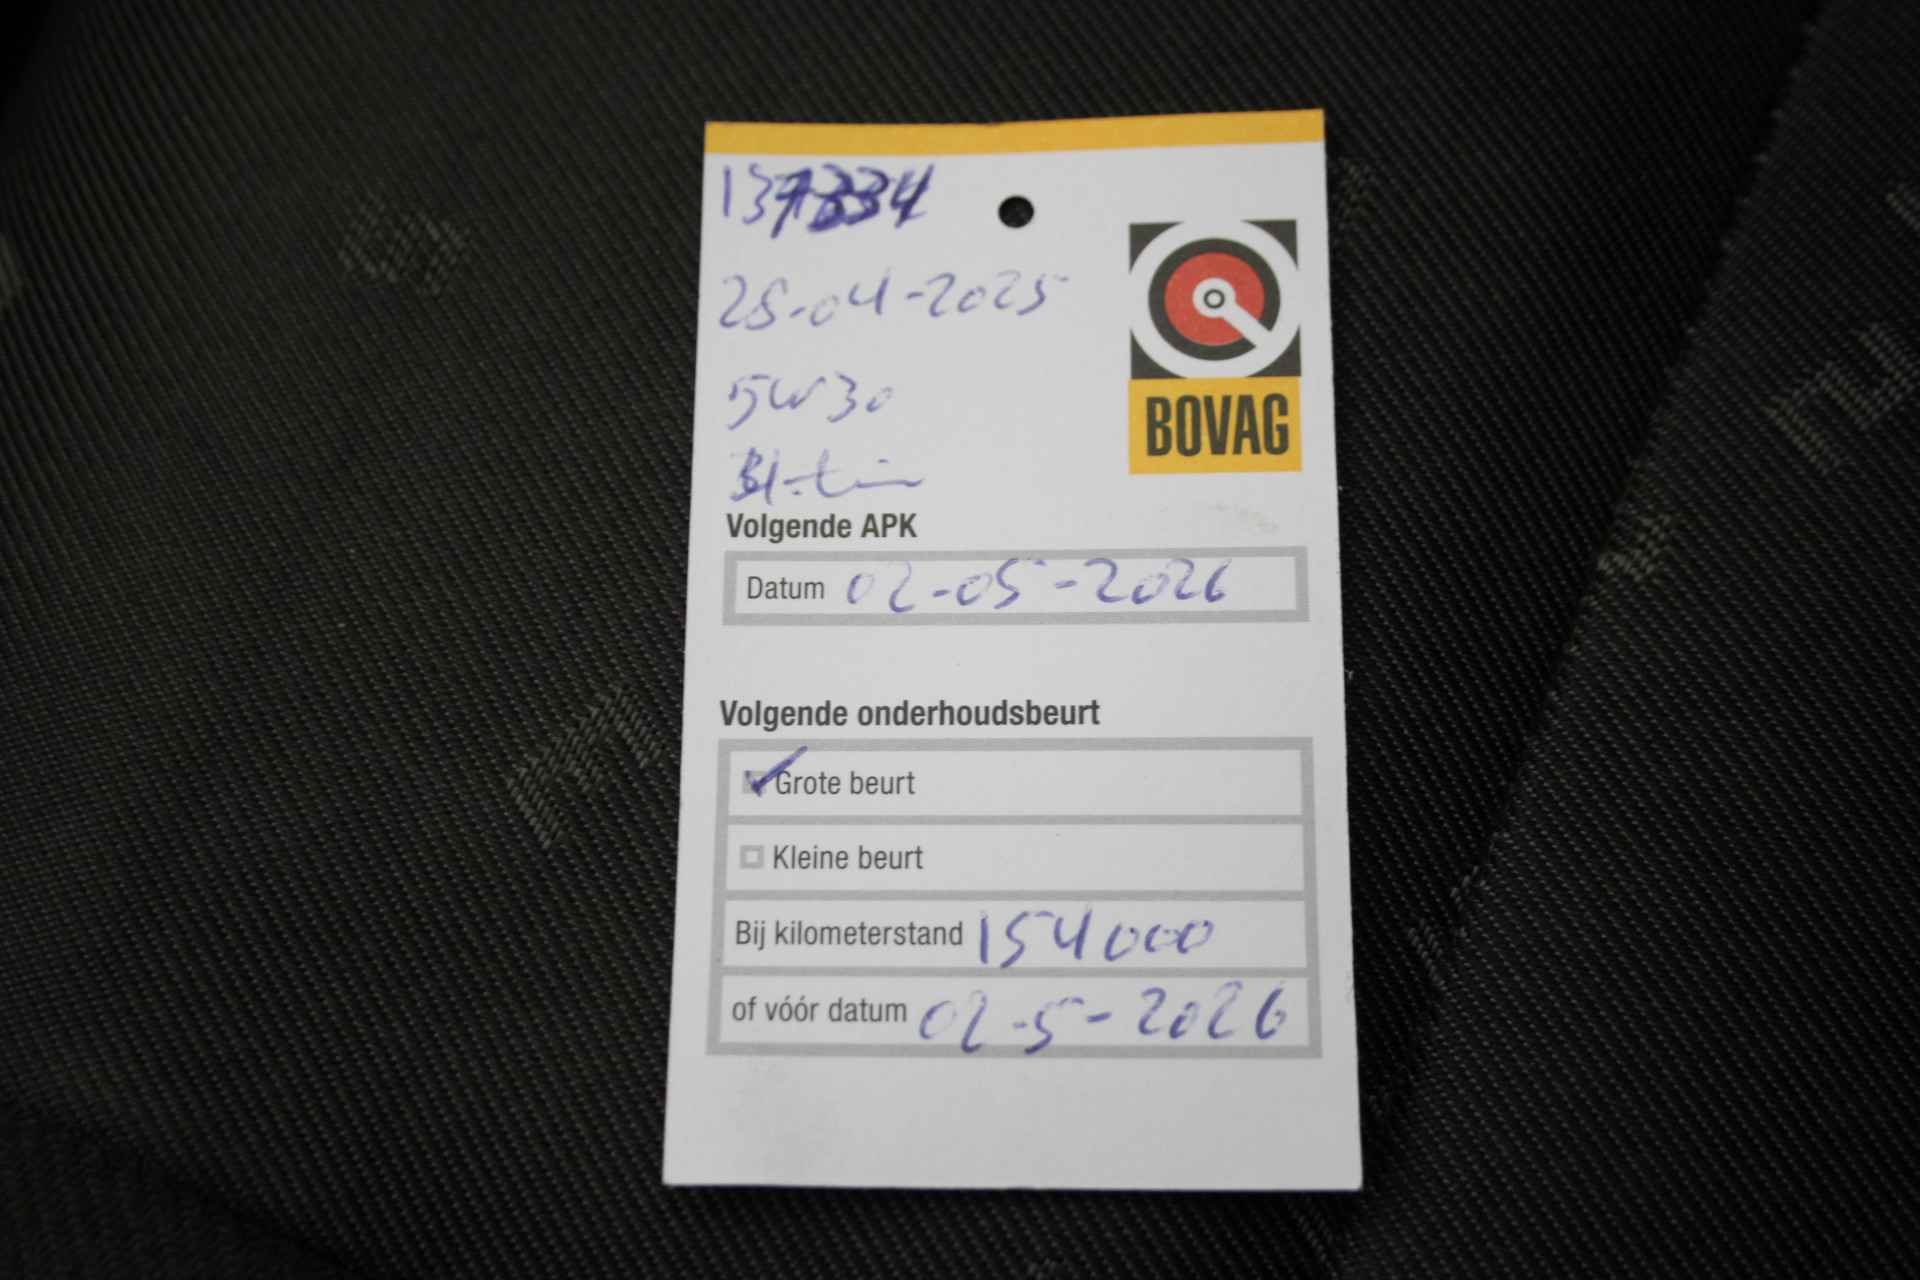 137334
28-04-2025
5W30
BOVAG
Volgende APK
Datum 02-05-2026
Volgende onderhoudsbeurt
Grote beurt
Kleine beurt
Bij kilometerstand 154000
of vóór datum 02-5-2026